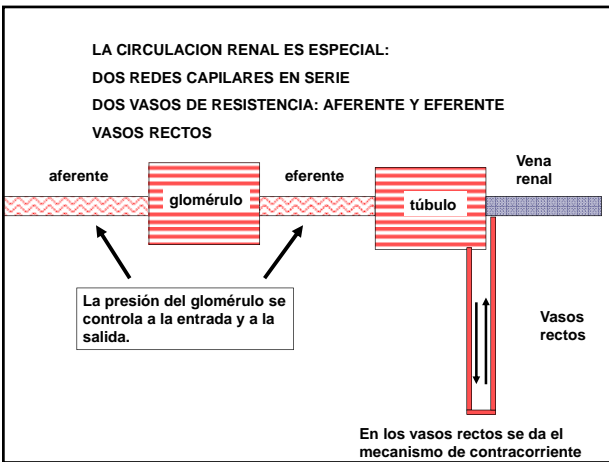 LA CIRCULACION RENAL ES ESPECIAL:
DOS REDES CAPILARES EN SERIE
DOS VASOS DE RESISTENCIA: AFERENTE Y EFERENTE
VASOS RECTOS
aferente
glomérulo
eferente
túbulo
Vena
renal
La presión del glomérulo se
controla a la entrada y a la
salida.
Vasos
rectos
En los vasos rectos se da el
mecanismo de contracorriente